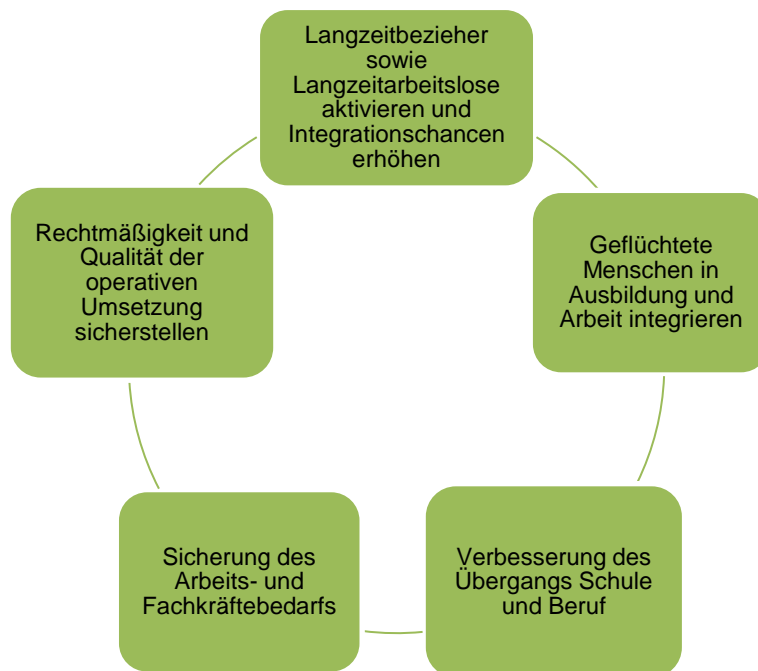 Langzeitbezieher
sowie
Langzeitarbeitslose
aktivieren und
Integrationschancen
erhöhen
Geflüchtete
Menschen in
Ausbildung und
Arbeit integrieren
Verbesserung des
Übergangs Schule
und Beruf
Sicherung des
Arbeits- und
Fachkräftebedarfs
Rechtmäßigkeit und
Qualität der
operativen
Umsetzung
sicherstellen